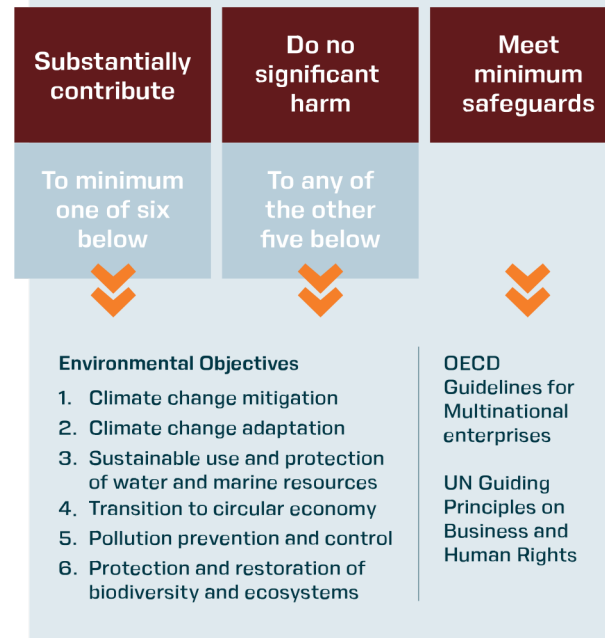 Substantially
contribute
Do no
significant
harm
Meet
minimum
safeguards
To minimum
one of six
below
To any of
the other
five below
Environmental Objectives
1. Climate change mitigation
2. Climate change adaptation
3. Sustainable use and protection
of water and marine resources
4. Transition to circular economy
5. Pollution prevention and control
6. Protection and restoration of
biodiversity and ecosystems
OECD
Guidelines for
Multinational
enterprises
UN Guiding
Principles on
Business and
Human Rights